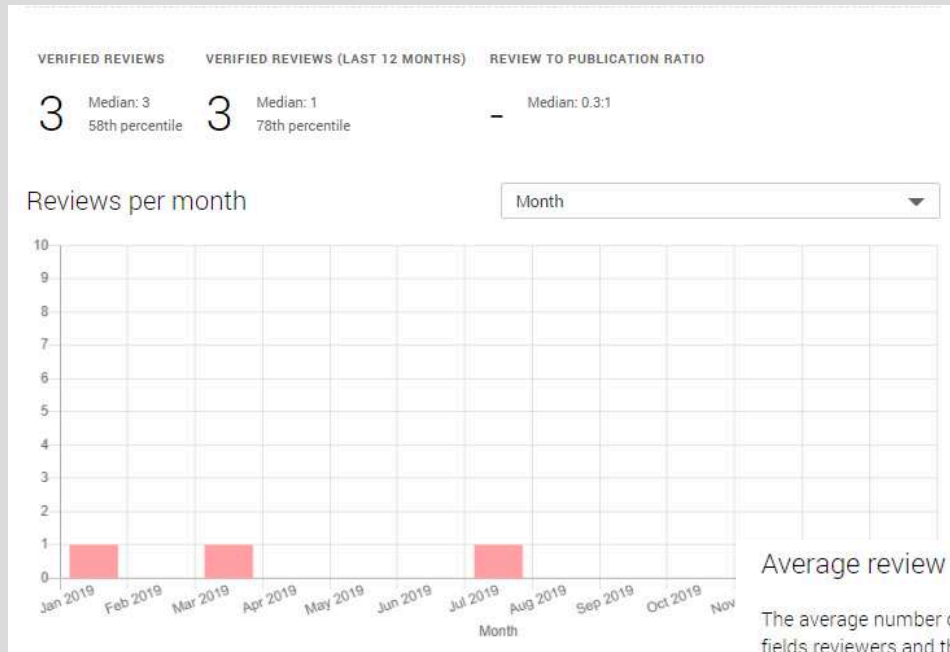 VERIFIED REVIEWS
3
Median: 3
58th percentile
VERIFIED REVIEWS (LAST 12 MONTHS)
3
Median: 1
78th percentile
REVIEW TO PUBLICATION RATIO
-
Median: 0.3:1
Reviews per month
Month
10
9
8
7
6
5
4
3
2
1
0
Jan 2019
Feb 2019
Mar 2019
Apr 2019
May 2019
Jun 2019
Jul 2019
Aug 2019
Sep 2019
Oct 2019
Nov
Month
Average review
The average number
fields reviewers and